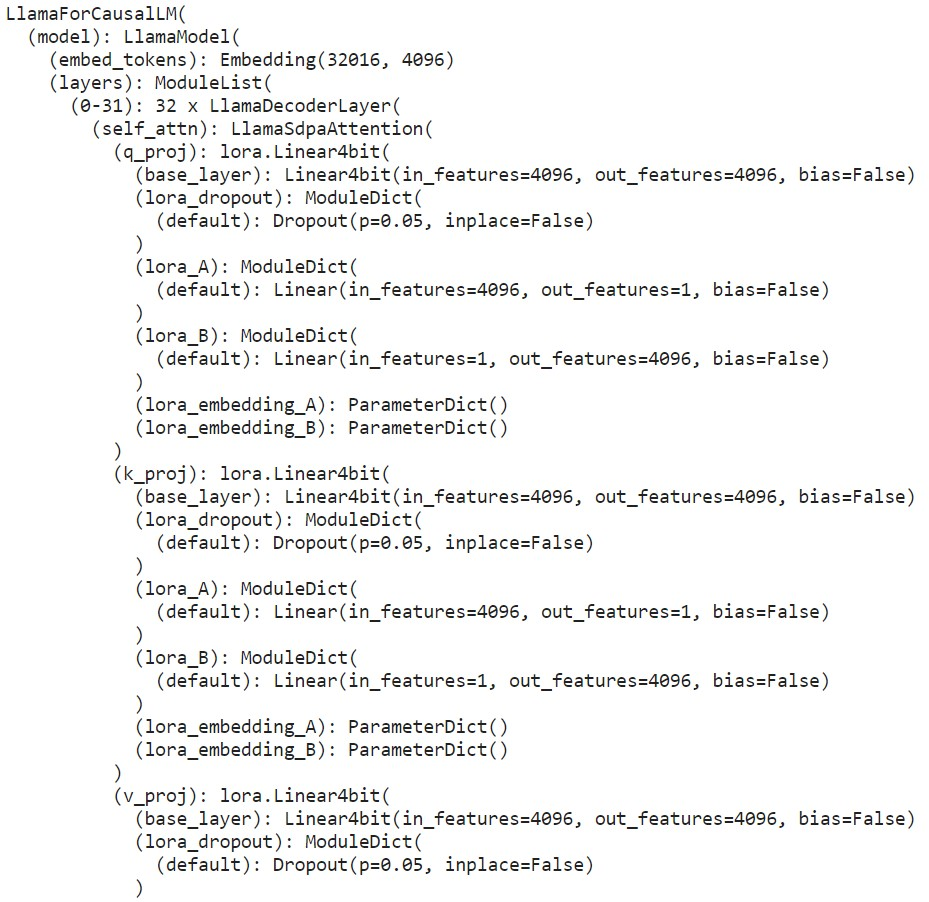 LlamaForCausalLM(
  (model): LlamaModel(
    (embed_tokens): Embedding(32016, 4096)
    (layers): ModuleList(
      (0-31): 32 x LlamaDecoderLayer(
        (self_attn): LlamaSdpaAttention(
          (q_proj): lora.Linear4bit(
            (base_layer): Linear4bit(in_features=4096, out_features=4096, bias=False)
            (lora_dropout): ModuleDict(
              (default): Dropout(p=0.05, inplace=False)
            )
            (lora_A): ModuleDict(
              (default): Linear(in_features=4096, out_features=1, bias=False)
            )
            (lora_B): ModuleDict(
              (default): Linear(in_features=1, out_features=4096, bias=False)
            )
            (lora_embedding_A): ParameterDict()
            (lora_embedding_B): ParameterDict()
          )
          (k_proj): lora.Linear4bit(
            (base_layer): Linear4bit(in_features=4096, out_features=4096, bias=False)
            (lora_dropout): ModuleDict(
              (default): Dropout(p=0.05, inplace=False)
            )
            (lora_A): ModuleDict(
              (default): Linear(in_features=4096, out_features=1, bias=False)
            )
            (lora_B): ModuleDict(
              (default): Linear(in_features=1, out_features=4096, bias=False)
            )
            (lora_embedding_A): ParameterDict()
            (lora_embedding_B): ParameterDict()
          )
          (v_proj): lora.Linear4bit(
            (base_layer): Linear4bit(in_features=4096, out_features=4096, bias=False)
            (lora_dropout): ModuleDict(
              (default): Dropout(p=0.05, inplace=False)
            )